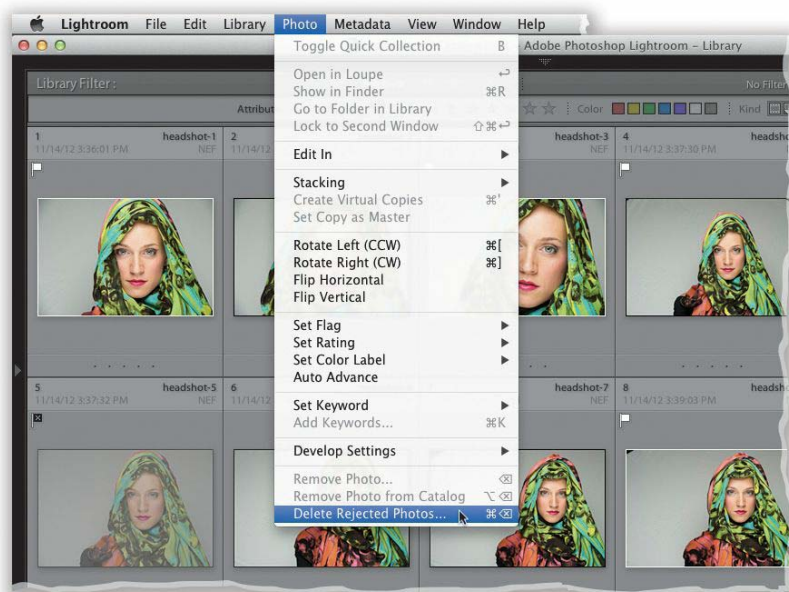 Lightroom File Edit Library Photo Metadata View Window Help
Adobe Photoshop Lightroom – Library
Library Filter :
No Filter
Color
Kind
Toggle Quick Collection B
Open in Loupe ↩
Show in Finder ⌘R
Go to Folder in Library
Lock to Second Window ⇧⌘↩
Edit In ▶
Stacking ▶
Create Virtual Copies ⌘'
Set Copy as Master
Rotate Left (CCW) ⌘[
Rotate Right (CW) ⌘]
Flip Horizontal
Flip Vertical
Set Flag ▶
Set Rating ▶
Set Color Label ▶
Auto Advance
Set Keyword ▶
Add Keywords... ⌘K
Develop Settings ▶
Remove Photo... ⌫
Remove Photo from Catalog ⌥⌫
Delete Rejected Photos... ⌘⌫
1 headshot-1
11/14/12 3:36:01 PM NEF
2
11/14/12
headshot-3
NEF
4
11/14/12 3:37:30 PM
5 headshot-5
11/14/12 3:37:32 PM NEF
6
11/14/12
headshot-7
NEF
8
11/14/12 3:39:03 PM